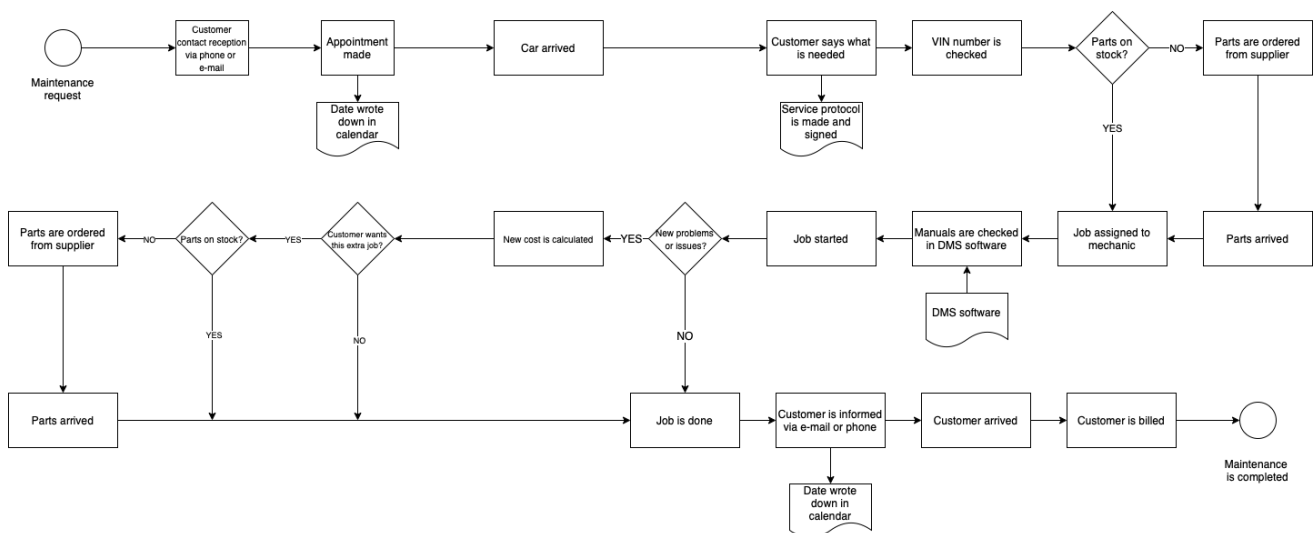 Maintenance
request
Customer
contact reception
via phone or
e-mail
Appointment
made
Date wrote
down in
calendar
Car arrived
Customer says what
is needed
Service protocol
is made and
signed
VIN number is
checked
Parts on
stock?
NO
YES
Parts are ordered
from supplier
Parts are ordered
from supplier
NO
Parts on stock?
YES
YES
Customer wants
this extra job?
NO
New cost is calculated
YES
New problems
or issues?
NO
Job started
Manuals are checked
in DMS software
DMS software
Job assigned to
mechanic
Parts arrived
Parts arrived
Job is done
Customer is informed
via e-mail or phone
Date wrote
down in
calendar
Customer arrived
Customer is billed
Maintenance
is completed